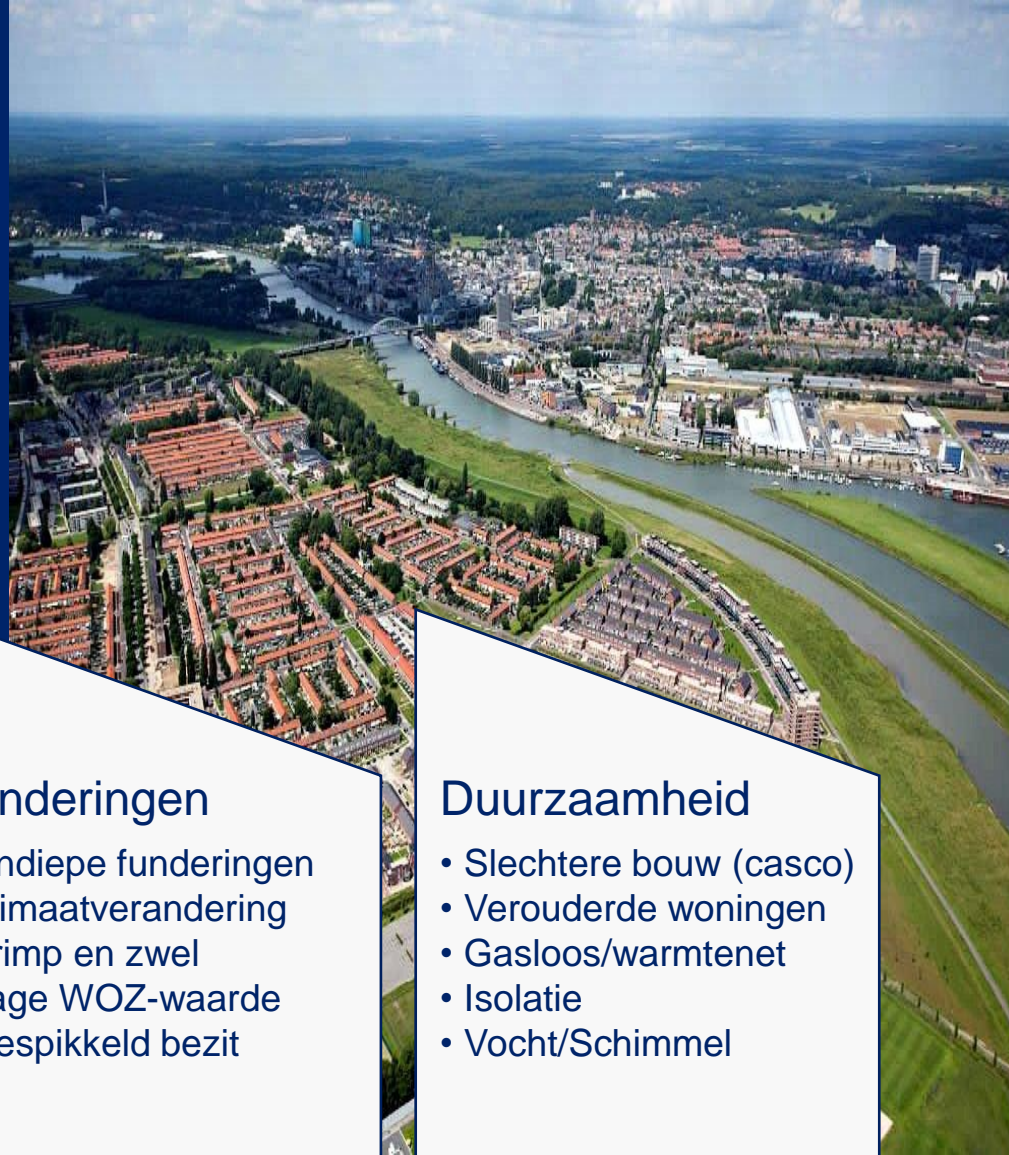 nderingen
ndiepe funderingen
imaatverandering
rimp en zwel
age WOZ-waarde
espikkeld bezit
Duurzaamheid
• Slechtere bouw (casco)
• Verouderde woningen
• Gasloos/warmtenet
• Isolatie
• Vocht/Schimmel